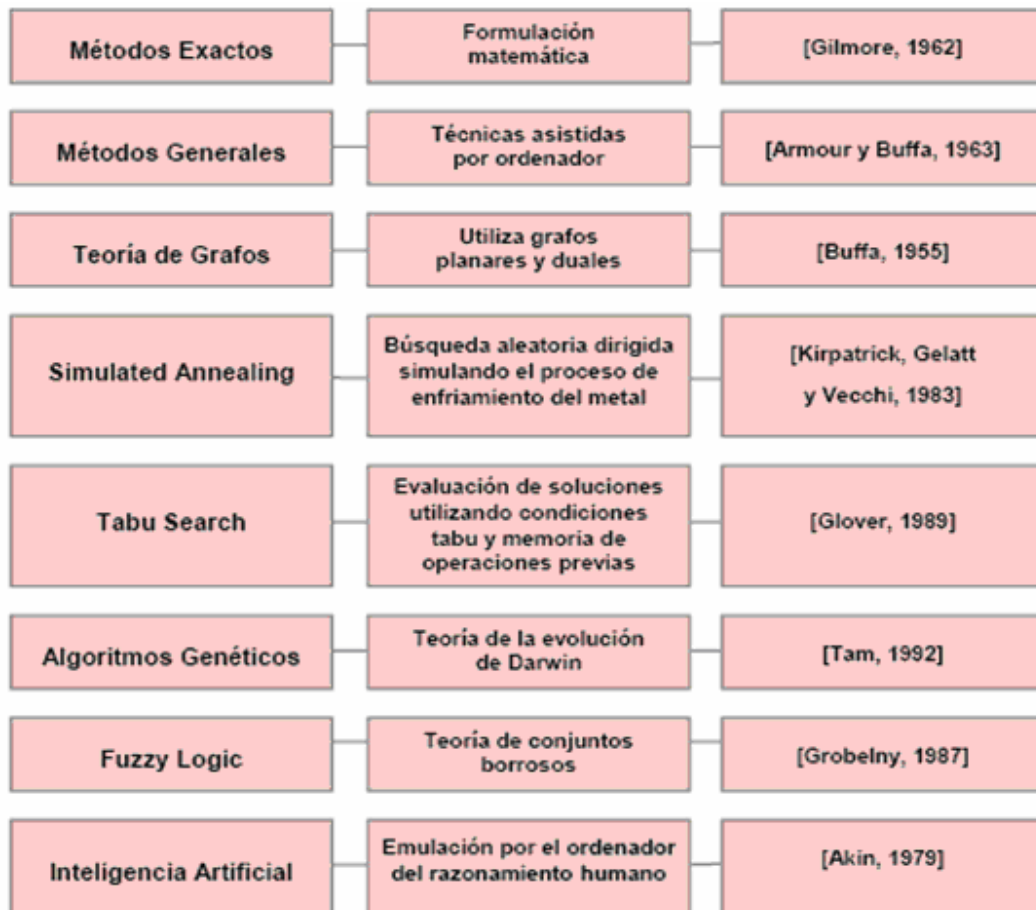 Métodos Exactos
Formulación
matemática
[Gilmore, 1962]
Métodos Generales
Técnicas asistidas
por ordenador
[Armour y Buffa, 1963]
Teoría de Grafos
Utiliza grafos
planares y duales
[Buffa, 1955]
Simulated Annealing
Búsqueda aleatoria dirigida
simulando el proceso de
enfriamiento del metal
[Kirpatrick, Gelatt
y Vecchi, 1983]
Tabu Search
Evaluación de soluciones
utilizando condiciones
tabu y memoria de
operaciones previas
[Glover, 1989]
Algoritmos Genéticos
Teoría de la evolución
de Darwin
[Tam, 1992]
Fuzzy Logic
Teoría de conjuntos
borrosos
[Grobelny, 1987]
Inteligencia Artificial
Emulación por el ordenador
del razonamiento humano
[Akin, 1979]